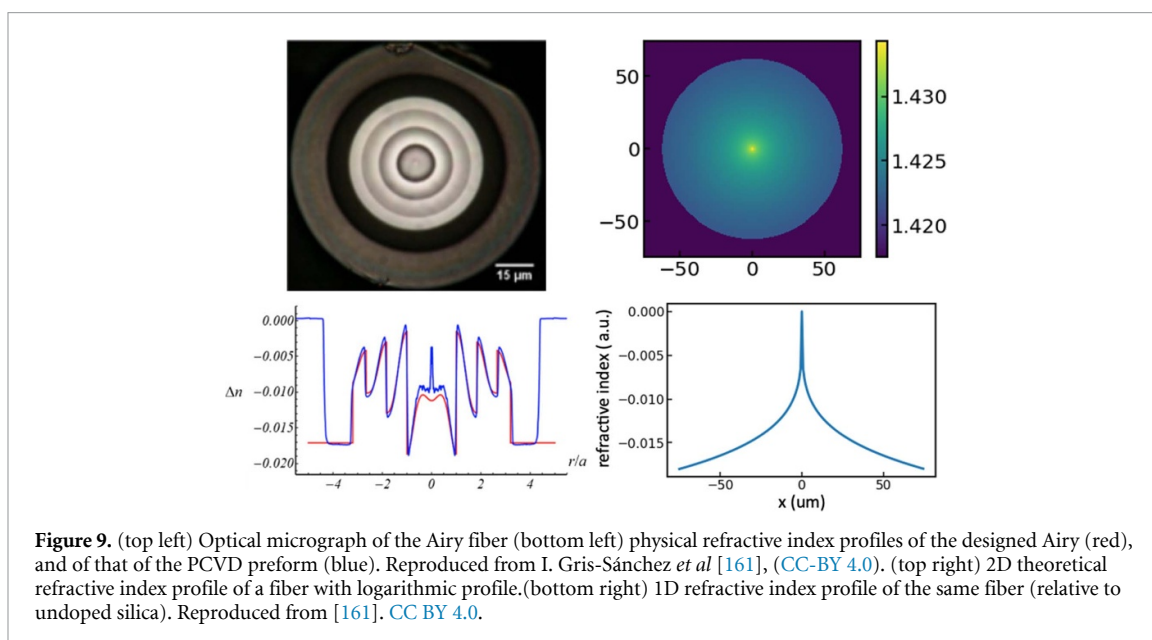 15 μm
50
0
−50
−50 0 50
1.430
1.425
1.420
0.000
−0.005
−0.010
−0.015
−0.020
Δn
r/a
−4 −2 0 2 4
0.000
−0.005
−0.010
−0.015
refractive index ( a.u.)
−50 0 50
x (um)
Figure 9. (top left) Optical micrograph of the Airy fiber (bottom left) physical refractive index profiles of the designed Airy (red),
and of that of the PCVD preform (blue). Reproduced from I. Gris-Sánchez et al [161], (CC-BY 4.0). (top right) 2D theoretical
refractive index profile of a fiber with logarithmic profile.(bottom right) 1D refractive index profile of the same fiber (relative to
undoped silica). Reproduced from [161]. CC BY 4.0.